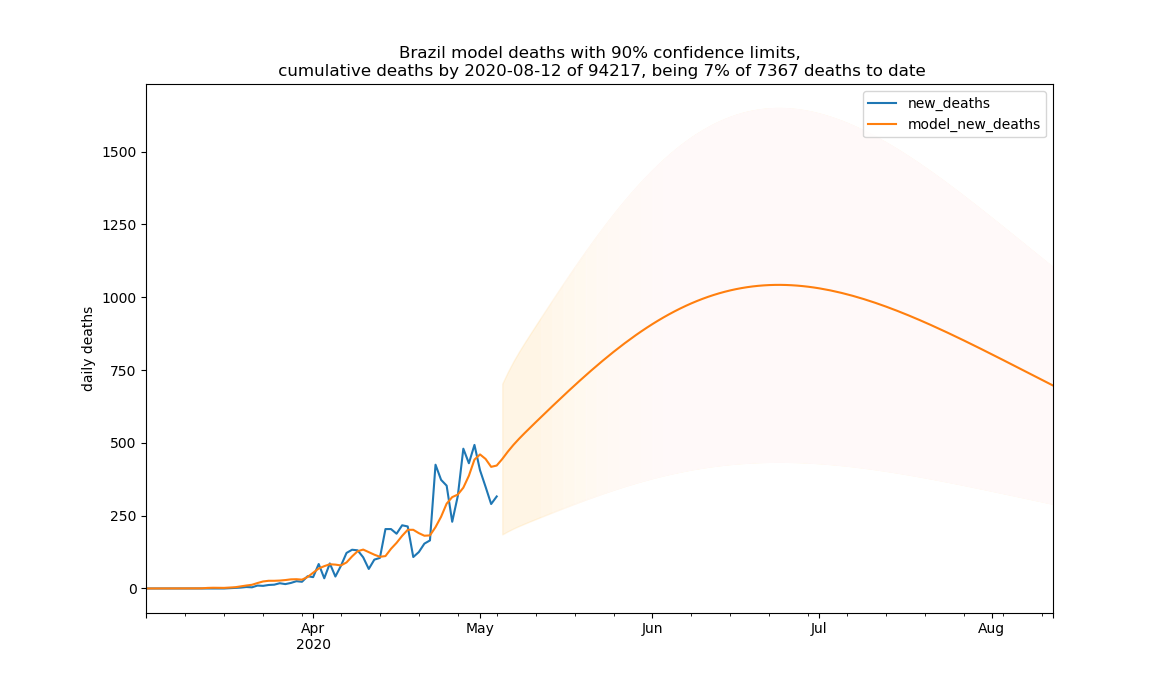 Brazil model deaths with 90% confidence limits,
cumulative deaths by 2020-08-12 of 94217, being 7% of 7367 deaths to date
new_deaths
model_new_deaths
daily deaths
1500
1250
1000
750
500
250
0
Apr
2020
May
Jun
Jul
Aug